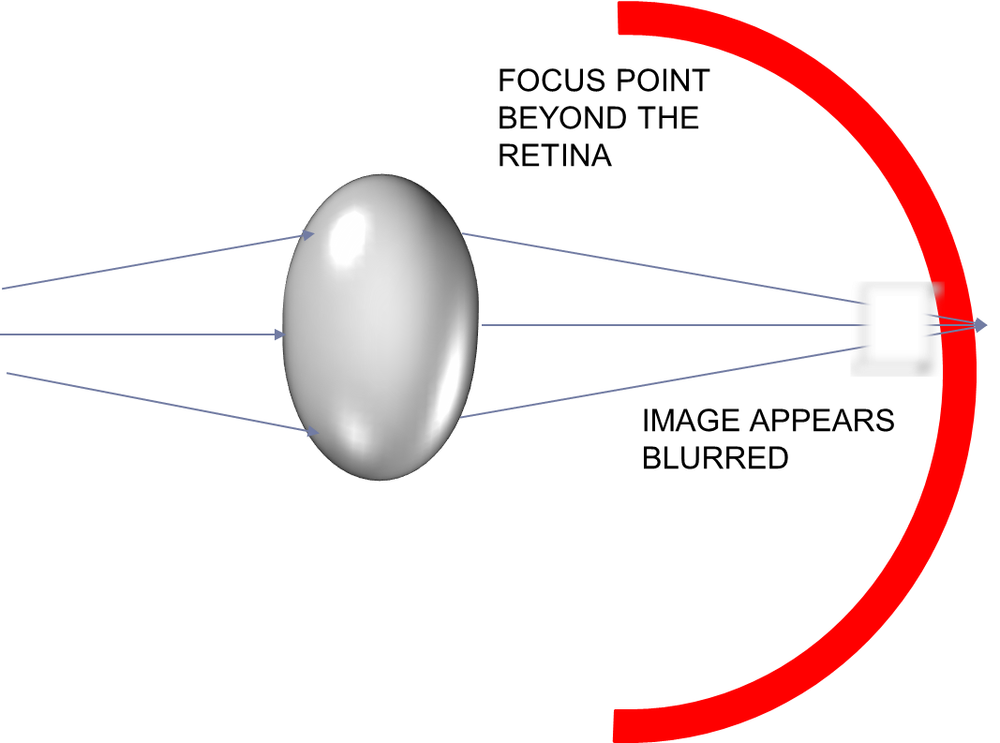 FOCUS POINT
BEYOND THE
RETINA
IMAGE APPEARS
BLURRED